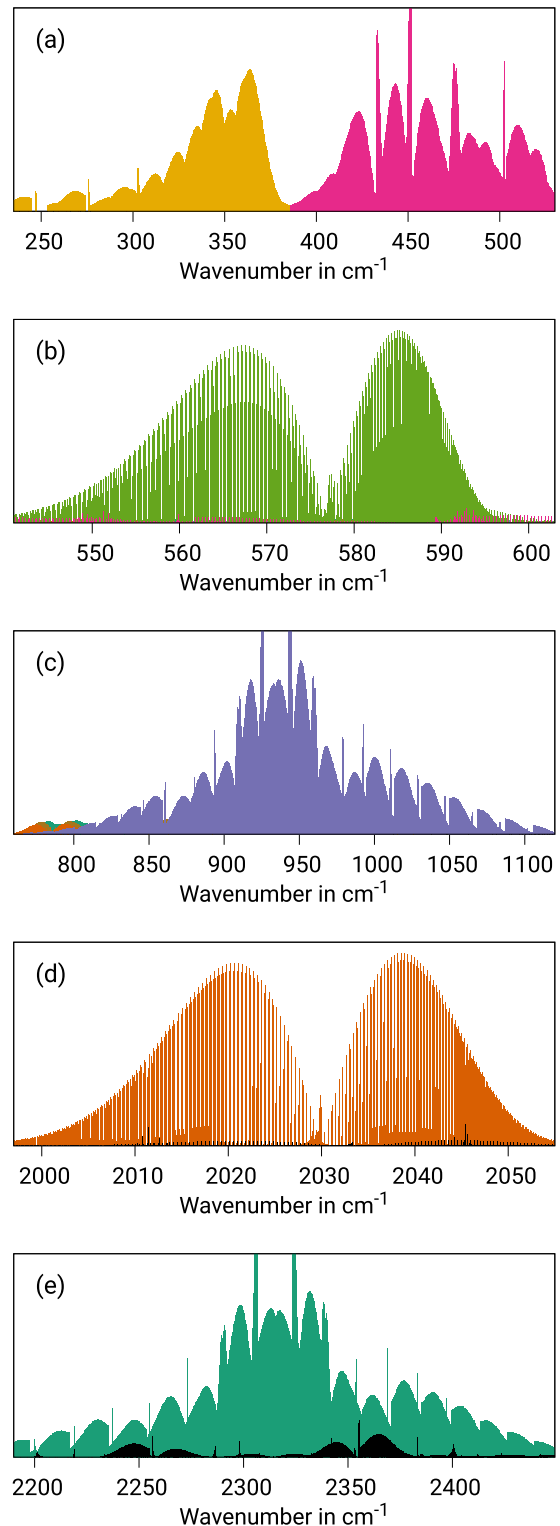 (a)
250 300 350 400 450 500
Wavenumber in cm-1
(b)
550 560 570 580 590 600
Wavenumber in cm-1
(c)
800 850 900 950 1000 1050 1100
Wavenumber in cm-1
(d)
2000 2010 2020 2030 2040 2050
Wavenumber in cm-1
(e)
2200 2250 2300 2350 2400
Wavenumber in cm-1